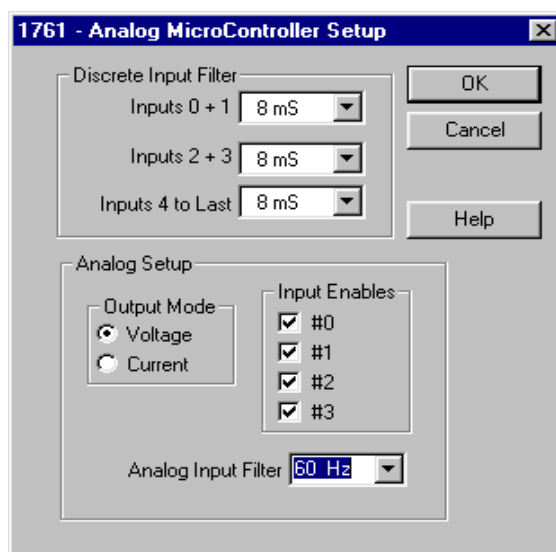 1761 - Analog MicroController Setup
Discrete Input Filter
Inputs 0 + 1 8 mS
Inputs 2 + 3 8 mS
Inputs 4 to Last 8 mS
OK
Cancel
Help
Analog Setup
Output Mode
Voltage
Current
Input Enables
#0
#1
#2
#3
Analog Input Filter 60 Hz